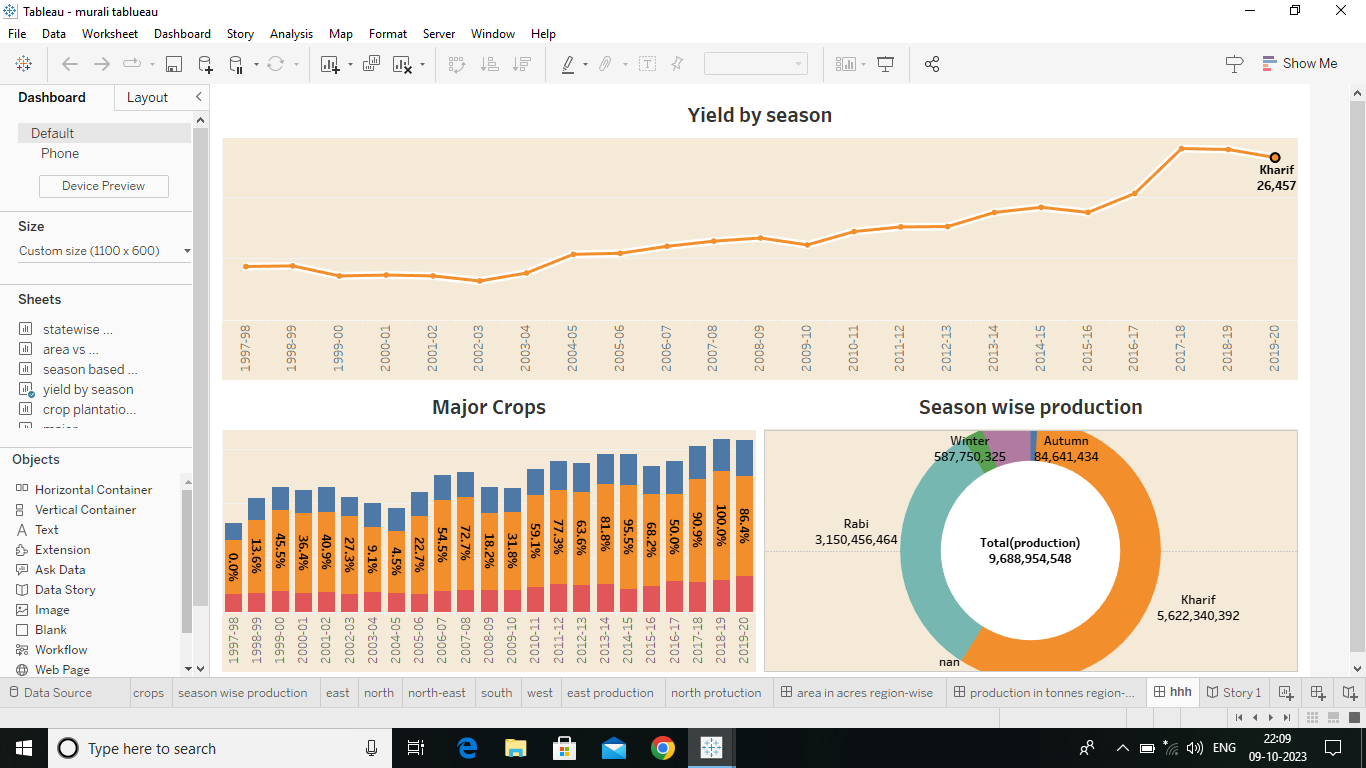 Tableau - murali tablueau
File Data Worksheet Dashboard Story Analysis Map Format Server Window Help
Show Me
Dashboard Layout
Default
Phone
Device Preview
Size
Custom size (1100 x 600)
Sheets
statewise ...
area vs ...
season based ...
yield by season
crop plantatio...
Objects
Horizontal Container
Vertical Container
Text
Extension
Ask Data
Data Story
Image
Blank
Workflow
Web Page
Yield by season
Kharif
26,457
1997-98 1998-99 1999-00 2000-01 2001-02 2002-03 2003-04 2004-05 2005-06 2006-07 2007-08 2008-09 2009-10 2010-11 2011-12 2012-13 2013-14 2014-15 2015-16 2016-17 2017-18 2018-19 2019-20
Major Crops
0.0% 13.6% 45.5% 36.4% 40.9% 27.3% 9.1% 4.5% 22.7% 54.5% 72.7% 18.2% 31.8% 59.1% 77.3% 63.6% 81.8% 95.5% 68.2% 50.0% 90.9% 100.0% 86.4%
1997-98 1998-99 1999-00 2000-01 2001-02 2002-03 2003-04 2004-05 2005-06 2006-07 2007-08 2008-09 2009-10 2010-11 2011-12 2012-13 2013-14 2014-15 2015-16 2016-17 2017-18 2018-19 2019-20
Season wise production
Winter
587,750,325
Autumn
84,641,434
Rabi
3,150,456,464
Total(production)
9,688,954,548
Kharif
5,622,340,392
nan
Data Source crops season wise production east north north-east south west east production north protuction area in acres region-wise production in tonnes region-... hhh Story 1
Type here to search
ENG
22:09
09-10-2023